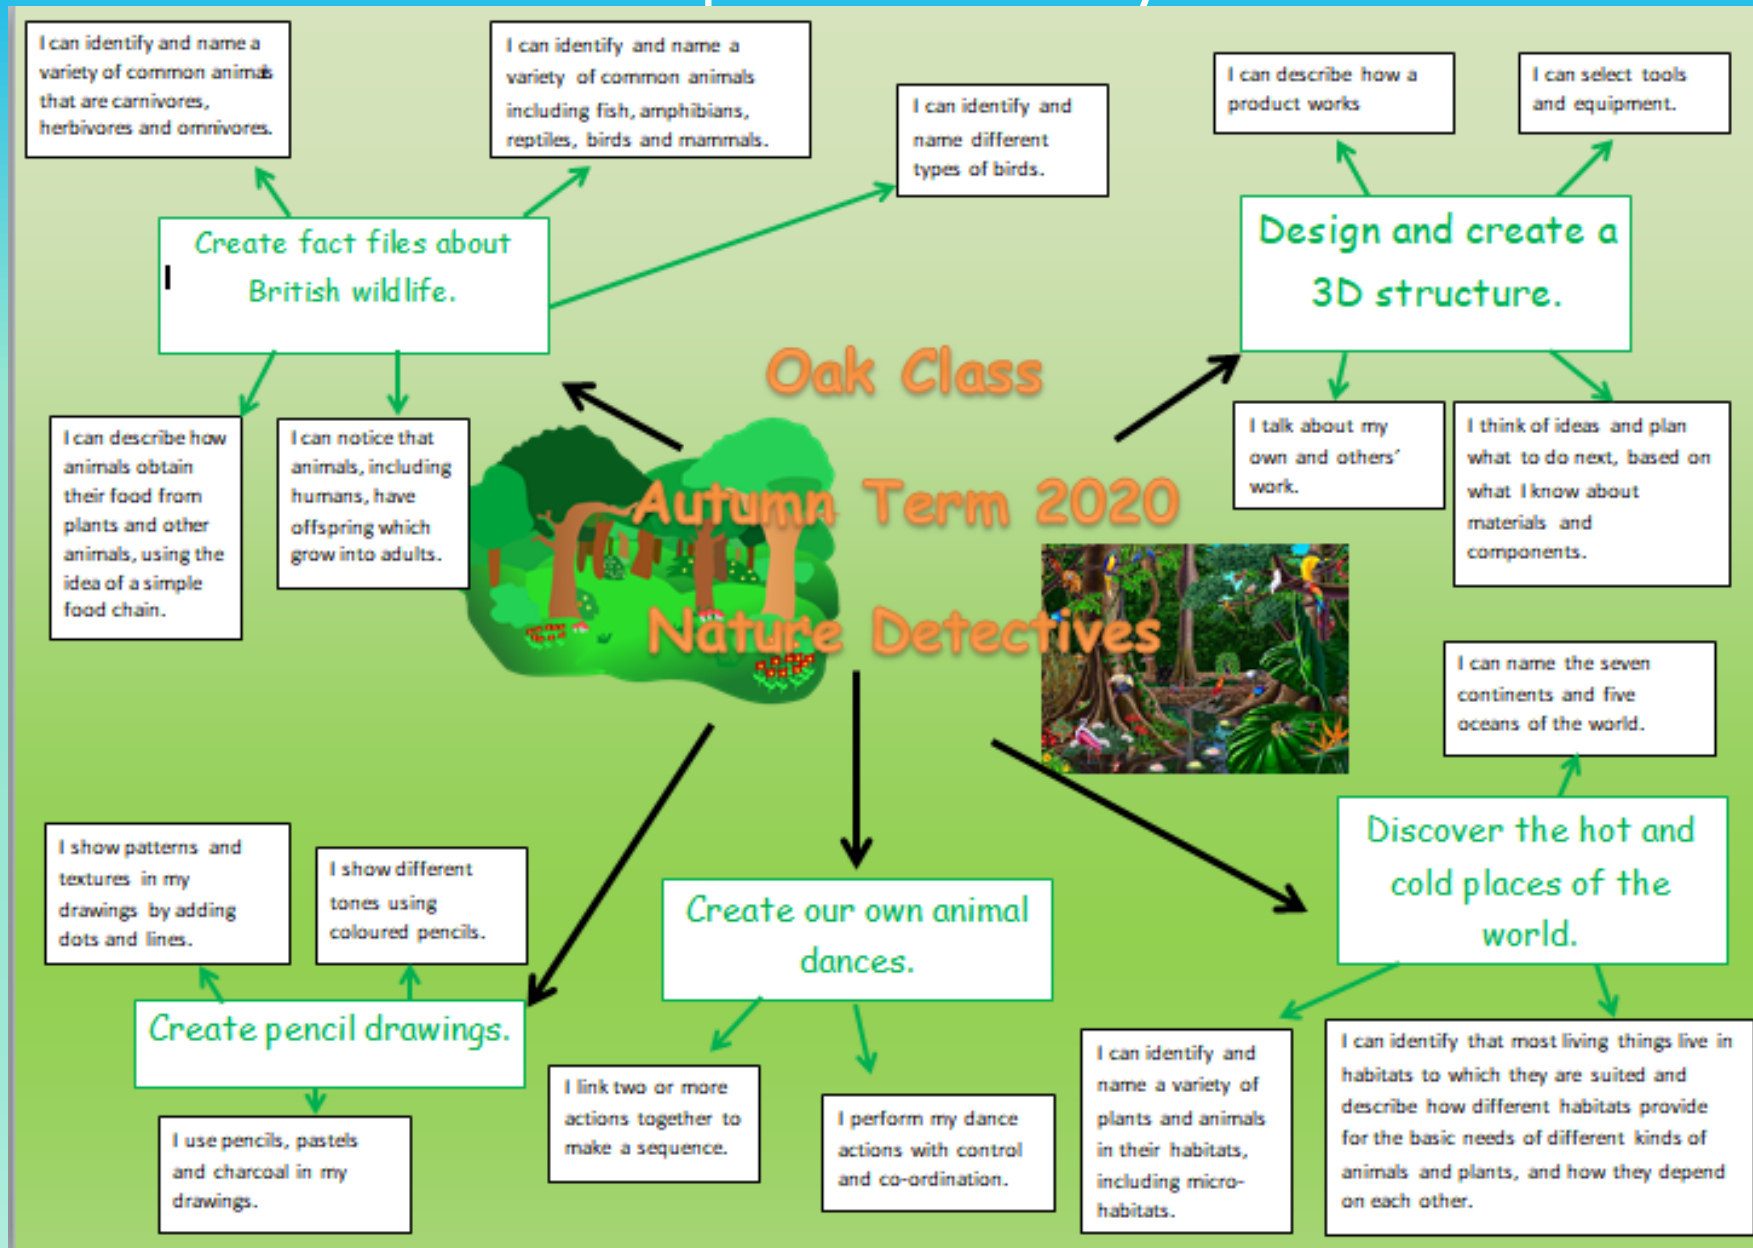 I can identify and name a
variety of common animals
that are carnivores,
herbivores and omnivores.
I can identify and name a
variety of common animals
including fish, amphibians,
reptiles, birds and mammals.
I can identify and
name different
types of birds.
I can describe how a
product works
I can select tools
and equipment.
Create fact files about
British wildlife.
Design and create a
3D structure.
I can describe how
animals obtain
their food from
plants and other
animals, using the
idea of a simple
food chain.
I can notice that
animals, including
humans, have
offspring which
grow into adults.
Oak Class
Autumn Term 2020
Nature Detectives
I talk about my
own and others'
work.
I think of ideas and plan
what to do next, based on
what I know about
materials and
components.
I can name the seven
continents and five
oceans of the world.
Discover the hot and
cold places of the
world.
I show patterns and
textures in my
drawings by adding
dots and lines.
I show different
tones using
coloured pencils.
Create pencil drawings.
I use pencils, pastels
and charcoal in my
drawings.
Create our own animal
dances.
I link two or more
actions together to
make a sequence.
I perform my dance
actions with control
and co-ordination.
I can identify and
name a variety of
plants and animals
in their habitats,
including micro-
habitats.
I can identify that most living things live in
habitats to which they are suited and
describe how different habitats provide
for the basic needs of different kinds of
animals and plants, and how they depend
on each other.